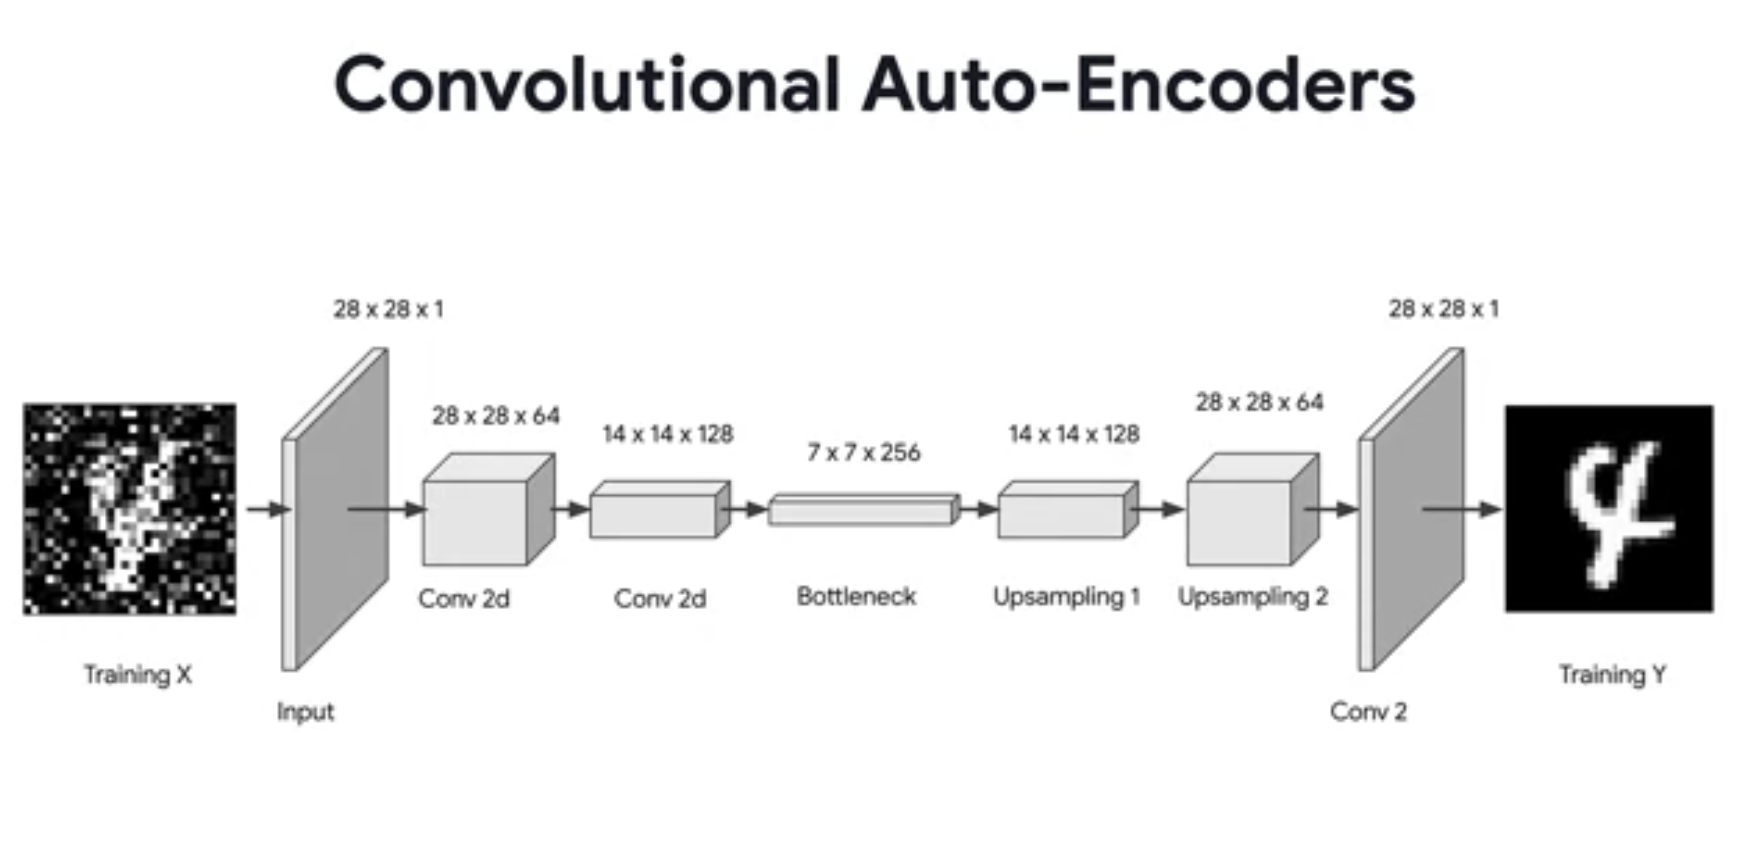 Convolutional Auto-Encoders
28 x 28 x 1
28 x 28 x 64
14 x 14 x 128
7 x 7 x 256
14 x 14 x 128
28 x 28 x 64
28 x 28 x 1
Conv 2d
Conv 2d
Bottleneck
Upsampling 1
Upsampling 2
Training X
Training Y
Input
Conv 2